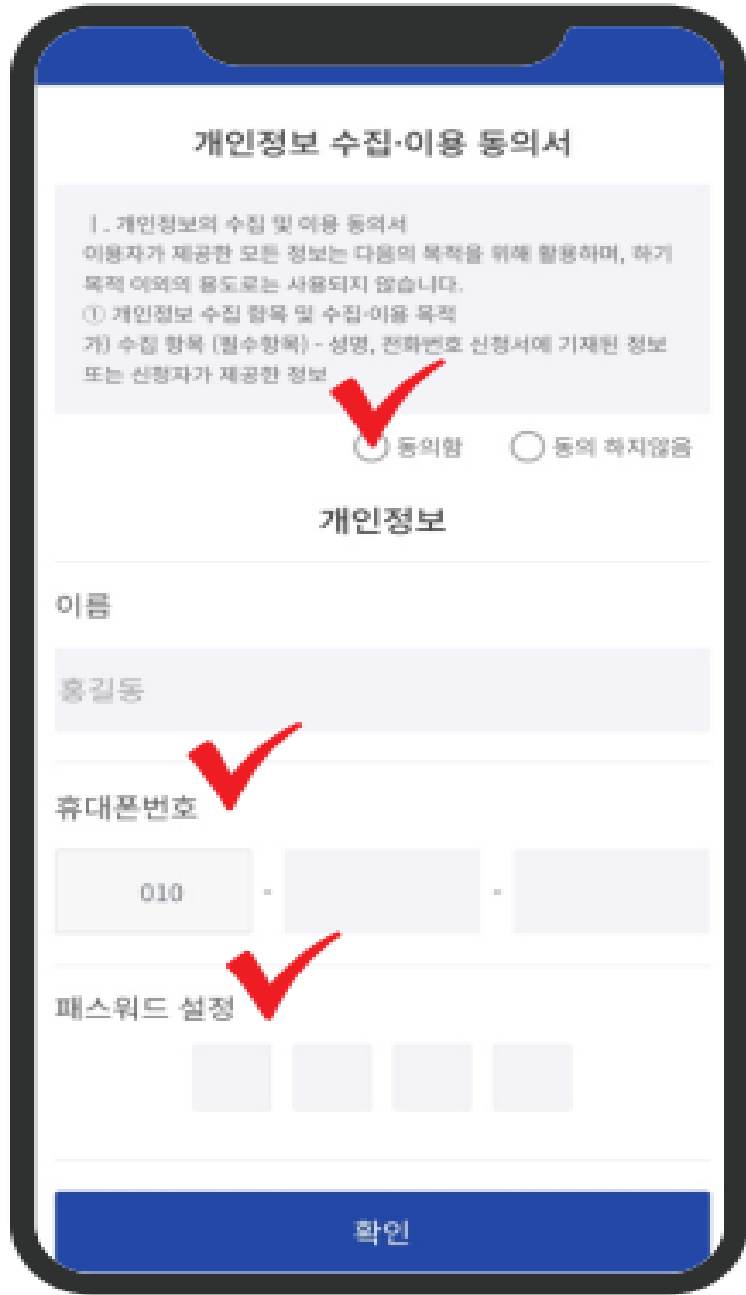 개인정보 수집·이용 동의서
Ⅰ. 개인정보의 수집 및 이용 동의서
이용자가 제공한 모든 정보는 다음의 목적을 위해 활용하며, 하기
목적 이외의 용도로는 사용되지 않습니다.
① 개인정보 수집 항목 및 수집·이용 목적
가) 수집 항목 (필수항목) - 성명, 전화번호 신청서에 기재된 정보
또는 신청자가 제공한 정보
동의함 동의 하지않음
개인정보
이름
홍길동
휴대폰번호
010 - -
패스워드 설정
확인